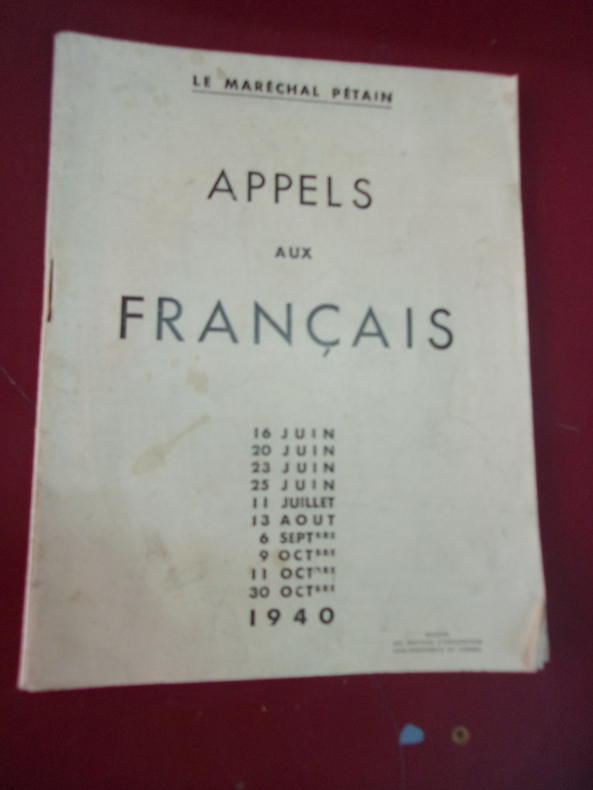 LE MARÉCHAL PÉTAIN
APPELS
AUX
FRANÇAIS
16 JUIN
20 JUIN
23 JUIN
25 JUIN
11 JUILLET
13 AOUT
6 SEPTBRE
9 OCTBRE
11 OCTBRE
30 OCTBRE
1940